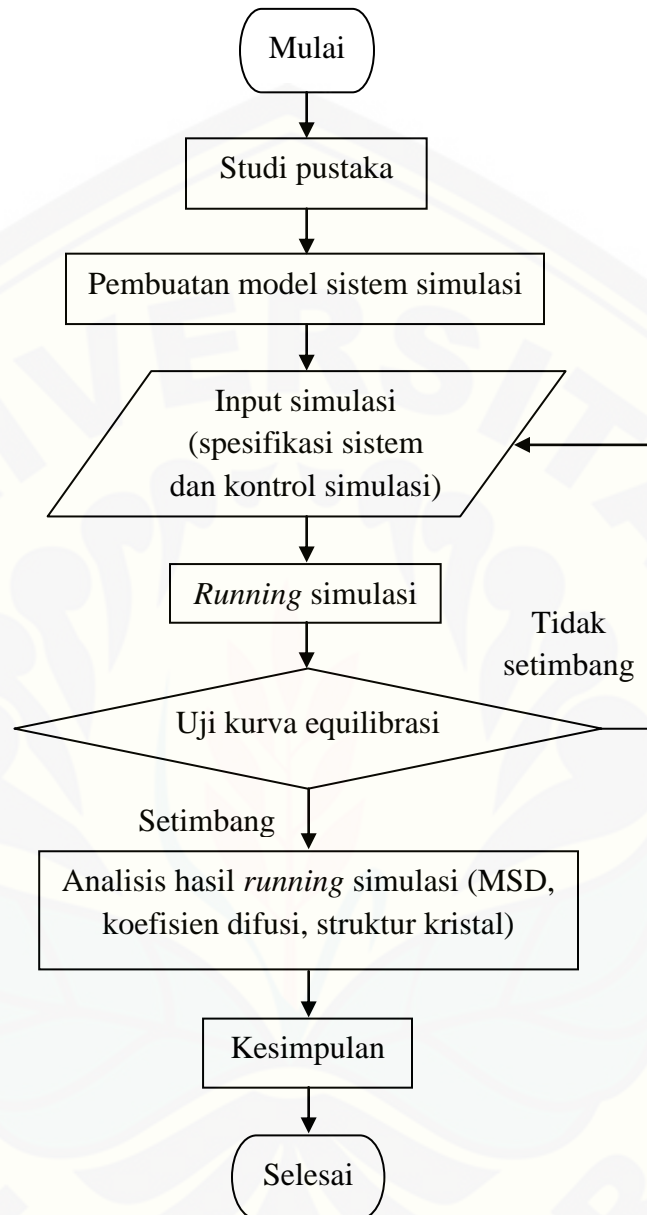 Mulai
Studi pustaka
Pembuatan model sistem simulasi
Input simulasi
(spesifikasi sistem
dan kontrol simulasi)
Running simulasi
Tidak
setimbang
Uji kurva equilibrasi
Setimbang
Analisis hasil running simulasi (MSD,
koefisien difusi, struktur kristal)
Kesimpulan
Selesai